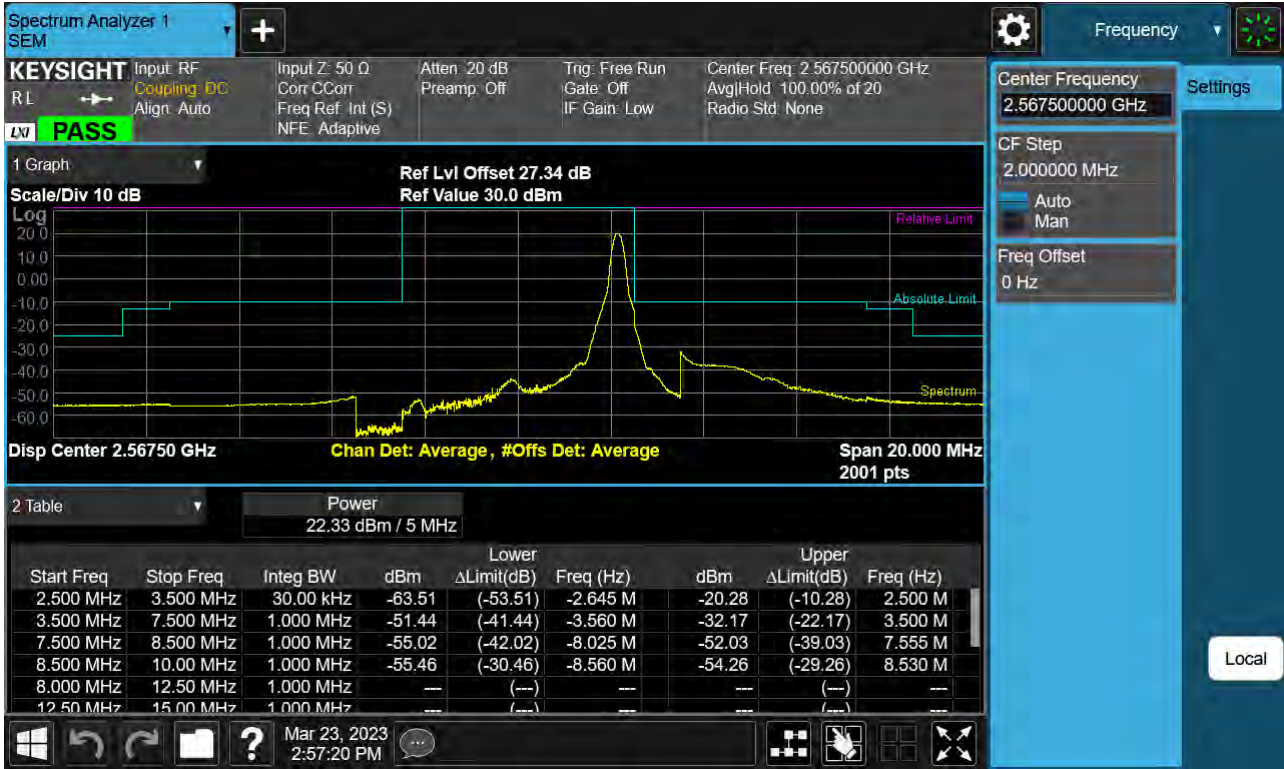 Spectrum Analyzer 1
SEM
Frequency
KEYSIGHT
R L
LXI
PASS
Input: RF
Coupling: DC
Align: Auto
Input Z: 50 Ω
Corr CCorr
Freq Ref: Int (S)
NFE: Adaptive
Atten: 20 dB
Preamp: Off
Trig: Free Run
Gate: Off
IF Gain: Low
Center Freq: 2.567500000 GHz
Avg|Hold: 100.00% of 20
Radio Std: None
Center Frequency
2.567500000 GHz
Settings
CF Step
2.000000 MHz
Auto
Man
Freq Offset
0 Hz
Local
1 Graph
Scale/Div 10 dB
Ref Lvl Offset 27.34 dB
Ref Value 30.0 dBm
Log
20.0
10.0
0.00
-10.0
-20.0
-30.0
-40.0
-50.0
-60.0
Relative Limit
Absolute Limit
Spectrum
Disp Center 2.56750 GHz
Chan Det: Average, #Offs Det: Average
Span 20.000 MHz
2001 pts
2 Table
Power
22.33 dBm / 5 MHz
Lower Upper
Start Freq Stop Freq Integ BW dBm ΔLimit(dB) Freq (Hz) dBm ΔLimit(dB) Freq (Hz)
2.500 MHz 3.500 MHz 30.00 kHz -63.51 (-53.51) -2.645 M -20.28 (-10.28) 2.500 M
3.500 MHz 7.500 MHz 1.000 MHz -51.44 (-41.44) -3.560 M -32.17 (-22.17) 3.500 M
7.500 MHz 8.500 MHz 1.000 MHz -55.02 (-42.02) -8.025 M -52.03 (-39.03) 7.555 M
8.500 MHz 10.00 MHz 1.000 MHz -55.46 (-30.46) -8.560 M -54.26 (-29.26) 8.530 M
8.000 MHz 12.50 MHz 1.000 MHz --- (---) --- --- (---) ---
12.50 MHz 15.00 MHz 1.000 MHz --- (---) --- --- (---) ---
Mar 23, 2023
2:57:20 PM